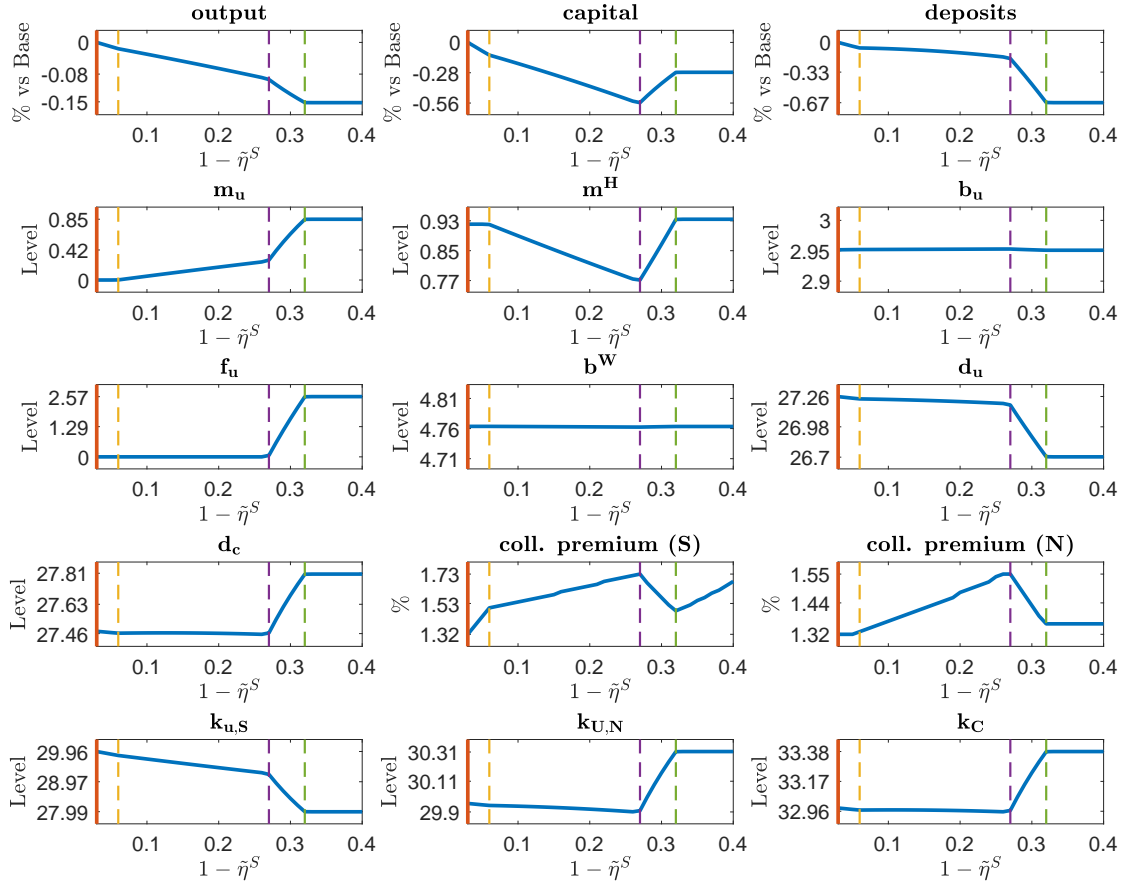 output capital deposits
% vs Base % vs Base % vs Base
0 0 0
-0.08 -0.28 -0.33
-0.15 -0.56 -0.67
0.1 0.2 0.3 0.4 0.1 0.2 0.3 0.4 0.1 0.2 0.3 0.4
1 − η̃^S 1 − η̃^S 1 − η̃^S
m_u m^H b_u
Level Level Level
0.85 0.93 3
0.42 0.85 2.95
0 0.77 2.9
0.1 0.2 0.3 0.4 0.1 0.2 0.3 0.4 0.1 0.2 0.3 0.4
1 − η̃^S 1 − η̃^S 1 − η̃^S
f_u b^W d_u
Level Level Level
2.57 4.81 27.26
1.29 4.76 26.98
0 4.71 26.7
0.1 0.2 0.3 0.4 0.1 0.2 0.3 0.4 0.1 0.2 0.3 0.4
1 − η̃^S 1 − η̃^S 1 − η̃^S
d_c coll. premium (S) coll. premium (N)
Level % %
27.81 1.73 1.55
27.63 1.53 1.44
27.46 1.32 1.32
0.1 0.2 0.3 0.4 0.1 0.2 0.3 0.4 0.1 0.2 0.3 0.4
1 − η̃^S 1 − η̃^S 1 − η̃^S
k_u,S k_U,N k_C
Level Level Level
29.96 30.31 33.38
28.97 30.11 33.17
27.99 29.9 32.96
0.1 0.2 0.3 0.4 0.1 0.2 0.3 0.4 0.1 0.2 0.3 0.4
1 − η̃^S 1 − η̃^S 1 − η̃^S